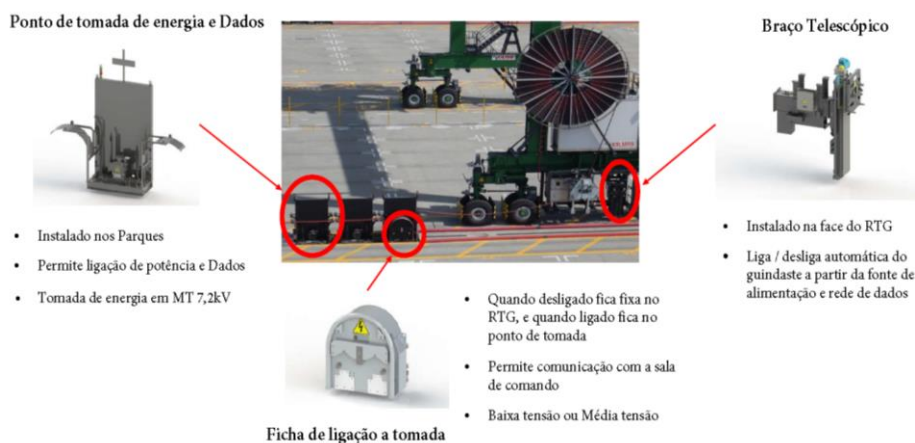 Ponto de tomada de energia e Dados
• Instalado nos Parques
• Permite ligação de potência e Dados
• Tomada de energia em MT 7,2kV
Braço Telescópico
• Instalado na face do RTG
• Liga / desliga automática do
guindaste a partir da fonte de
alimentação e rede de dados
• Quando desligado fica fixa no
RTG, e quando ligado fica no
ponto de tomada
• Permite comunicação com a sala
de comando
• Baixa tensão ou Média tensão
Ficha de ligação a tomada